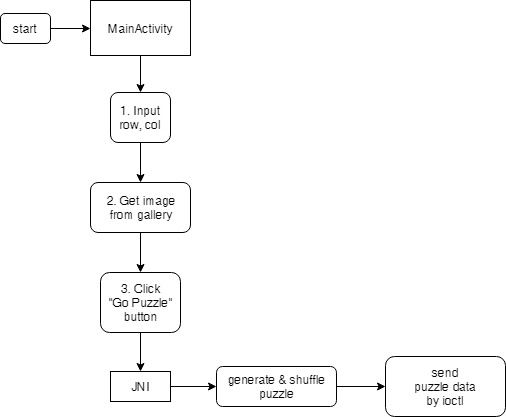 start
MainActivity
1. Input
row, col
2. Get image
from gallery
3. Click
"Go Puzzle"
button
JNI
generate & shuffle
puzzle
send
puzzle data
by ioctl